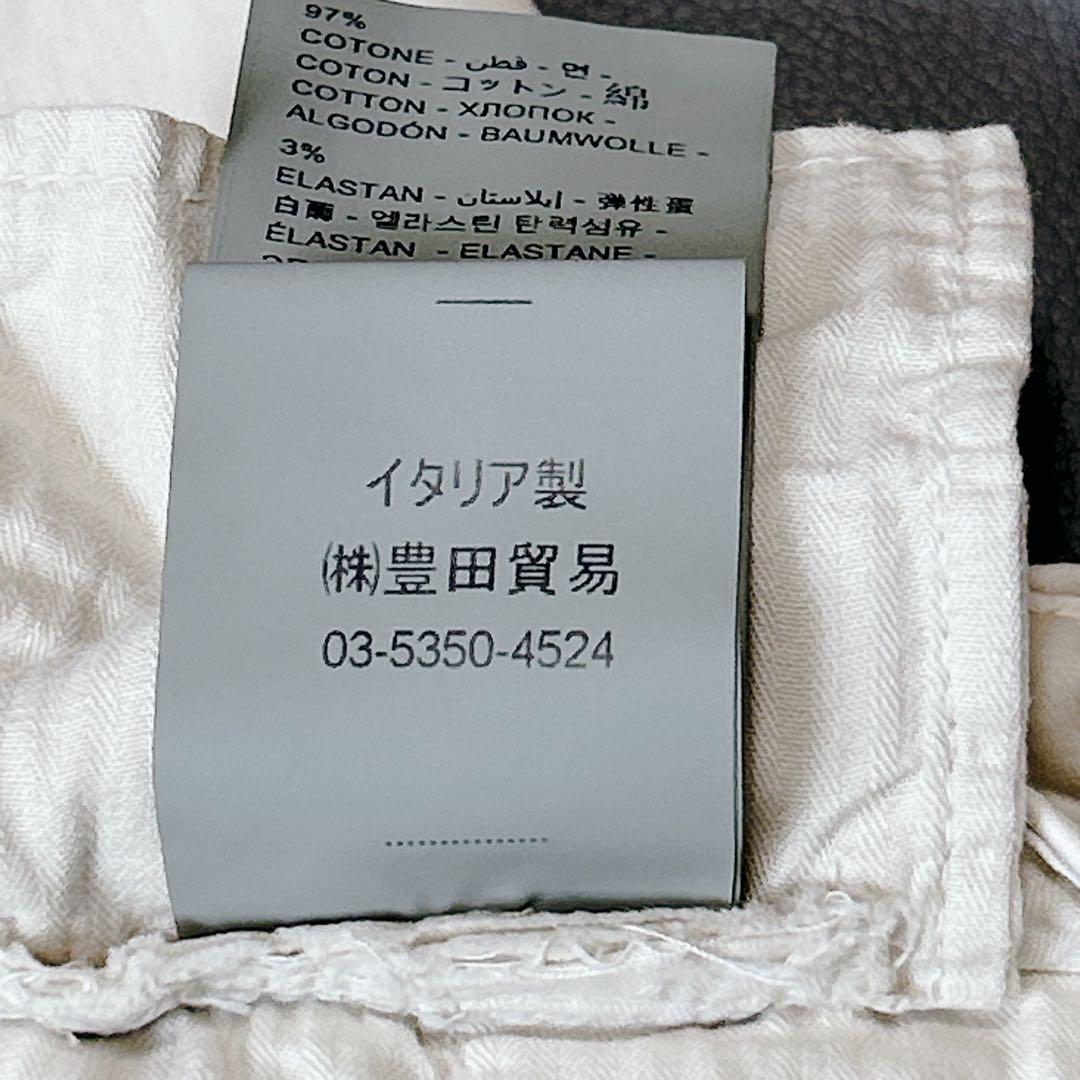 97%
COTONE - قطن - 면 -
COTON - コットン - 綿
COTTON - ХЛОПОК -
ALGODÓN - BAUMWOLLE -
3%
ELASTAN - إيلاستان - 弹性蛋
白 - 엘라스틴 탄력섬유 -
ÉLASTAN - ELASTANE -
イタリア製
㈱豊田貿易
03-5350-4524